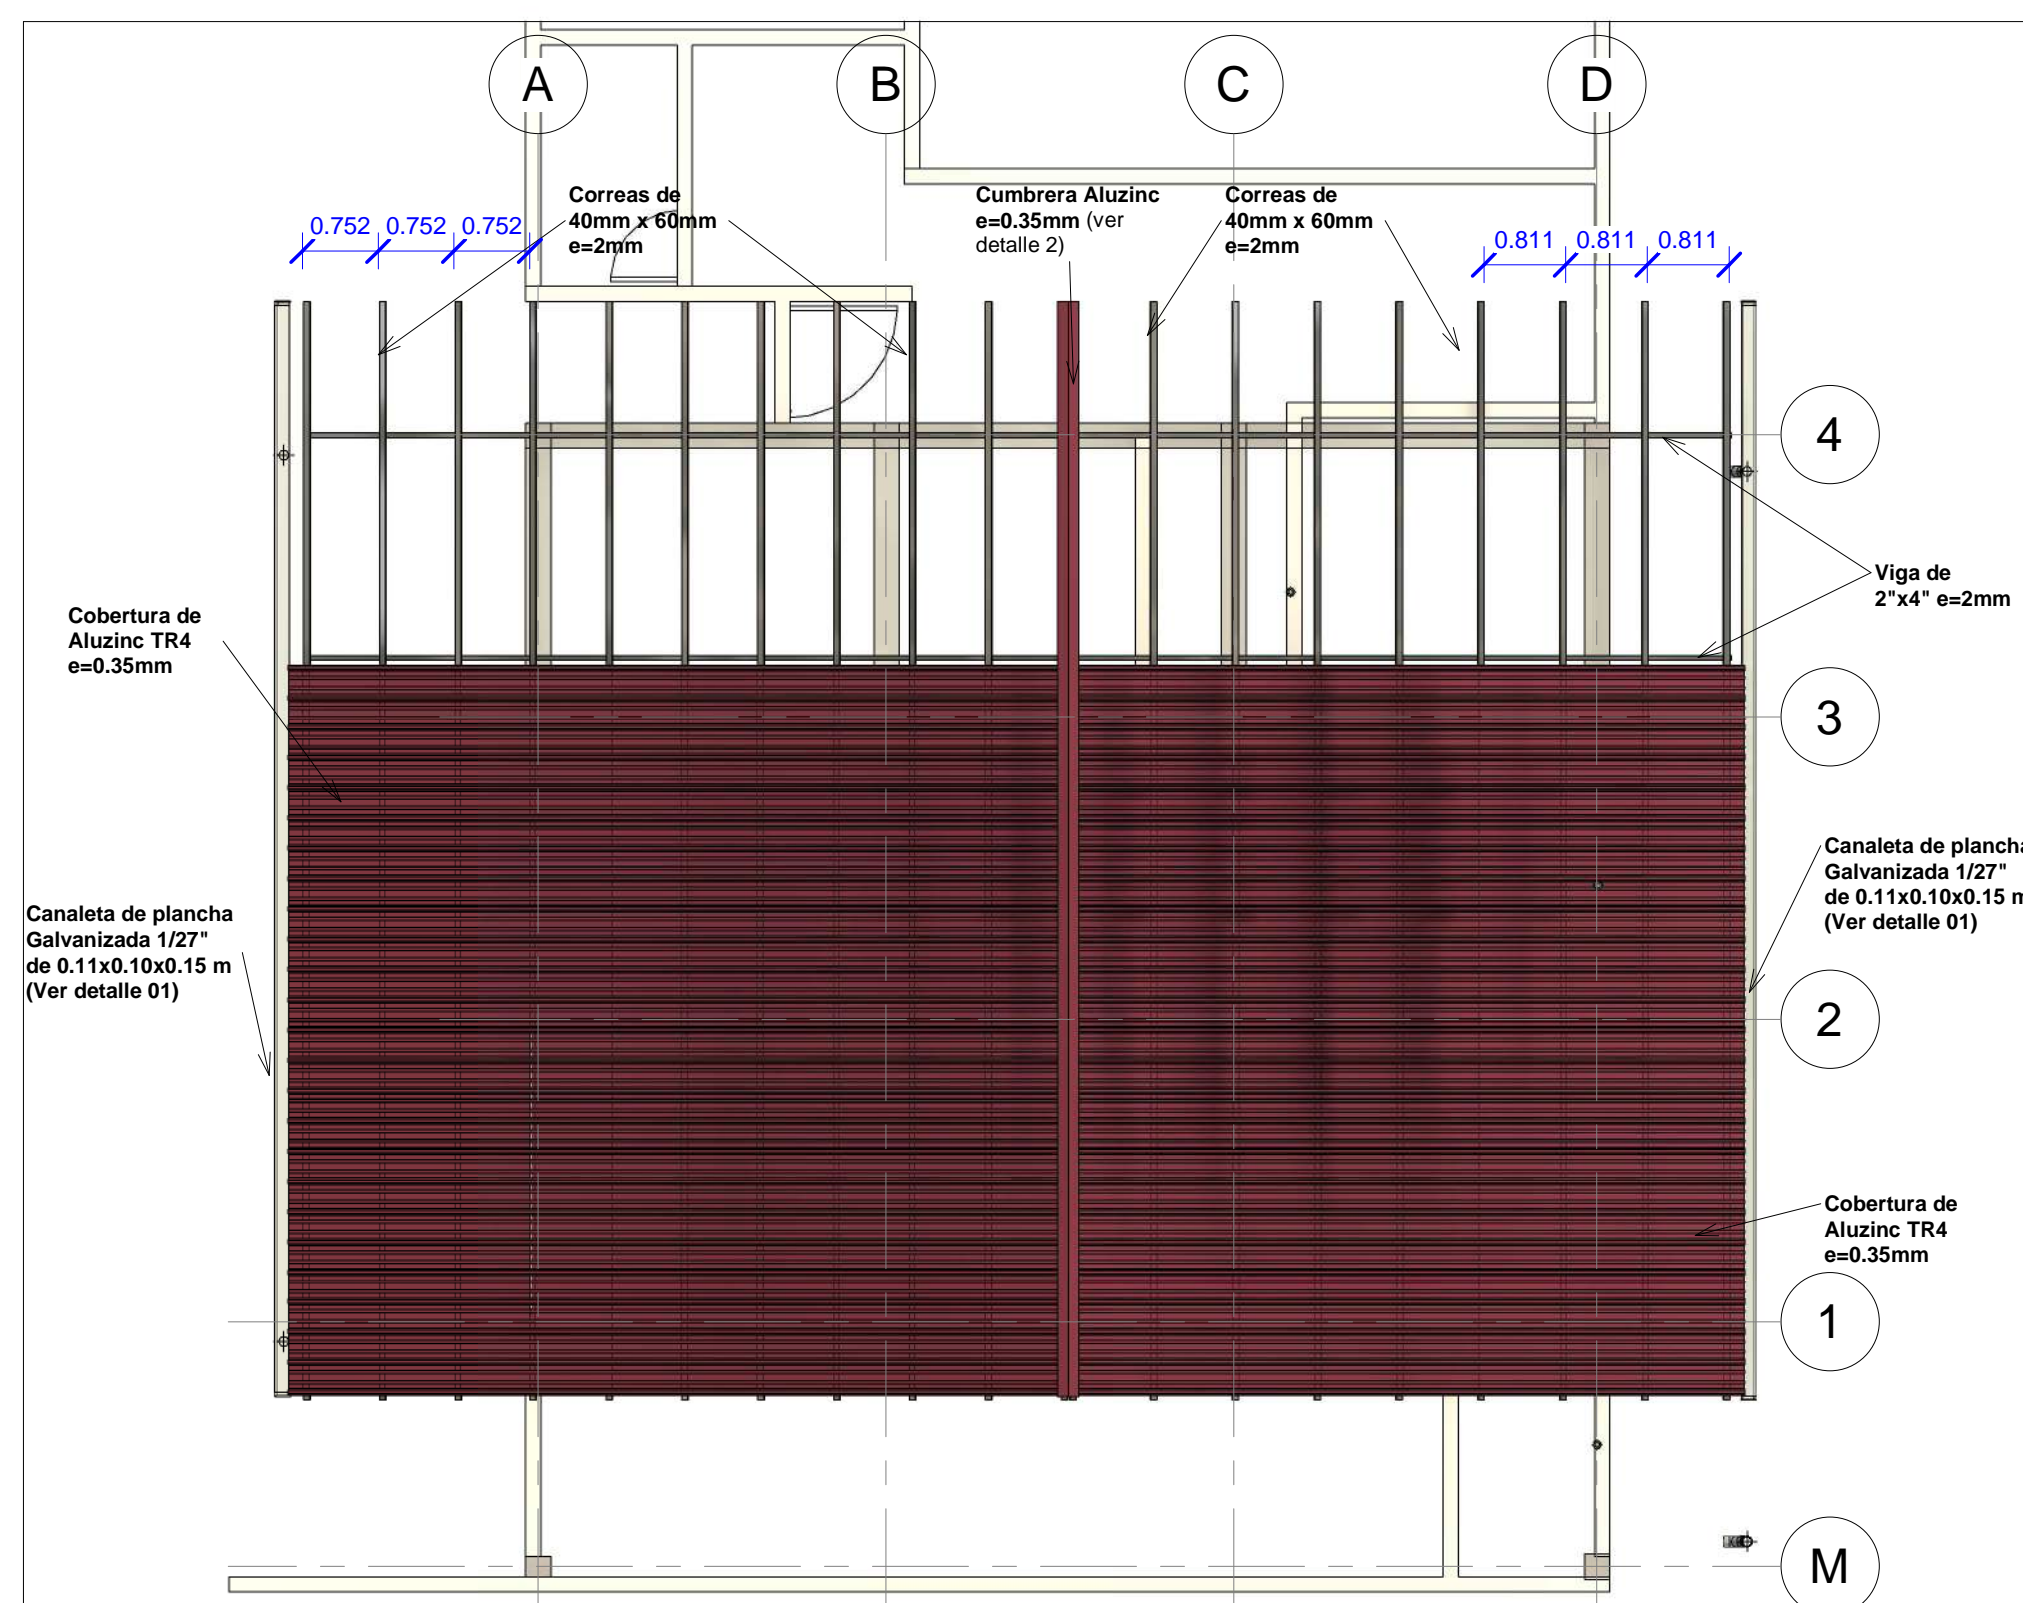 A
B
C
D
Correas de
40mm x 60mm
e=2mm
Cumbrera Aluzinc
e=0.35mm (ver
detalle 2)
Correas de
40mm x 60mm
e=2mm
0.752
0.752
0.752
0.811
0.811
0.811
4
Viga de
2"x4" e=2mm
Cobertura de
Aluzinc TR4
e=0.35mm
3
Canaleta de plancha
Galvanizada 1/27"
de 0.11x0.10x0.15 m
(Ver detalle 01)
Canaleta de plancha
Galvanizada 1/27"
de 0.11x0.10x0.15 m
(Ver detalle 01)
2
Cobertura de
Aluzinc TR4
e=0.35mm
1
M